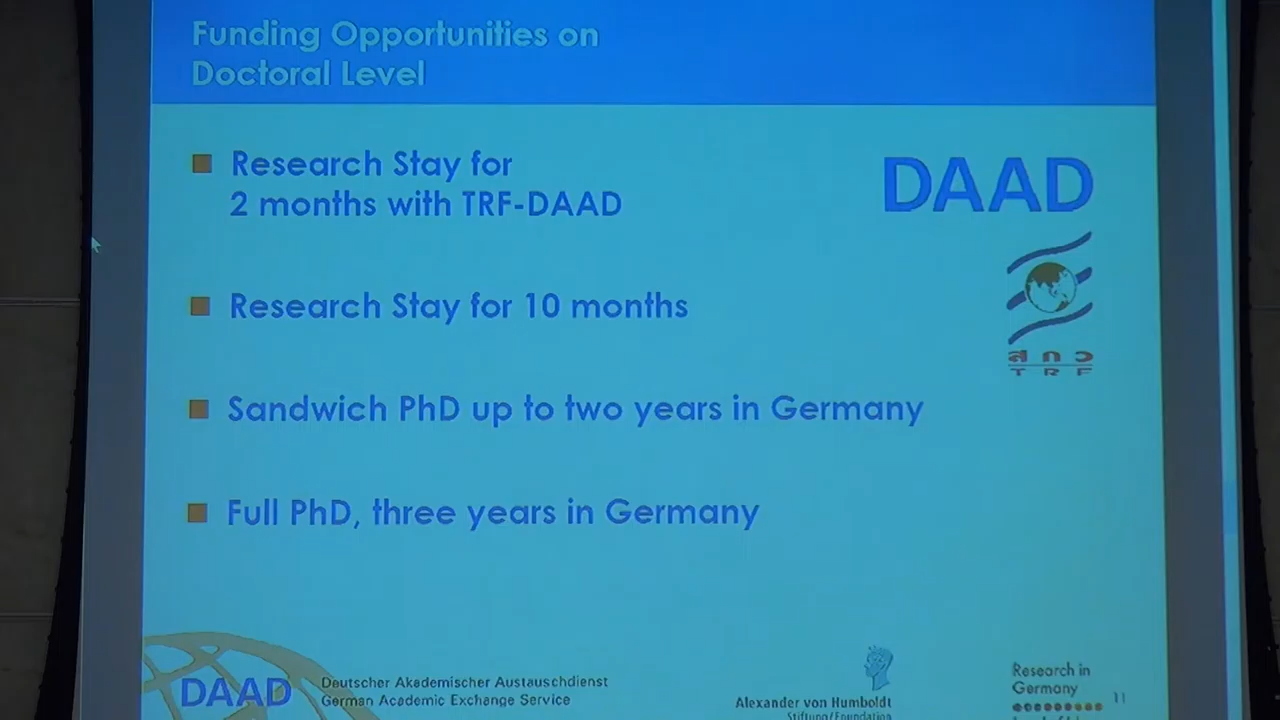 Funding Opportunities on
Doctoral Level
Research Stay for
2 months with TRF-DAAD
DAAD
Research Stay for 10 months
สกว
TRF
Sandwich PhD up to two years in Germany
Full PhD, three years in Germany
DAAD
Deutscher Akademischer Austauschdienst
German Academic Exchange Service
Alexander von Humboldt
Stiftung/Foundation
Research in
Germany
11